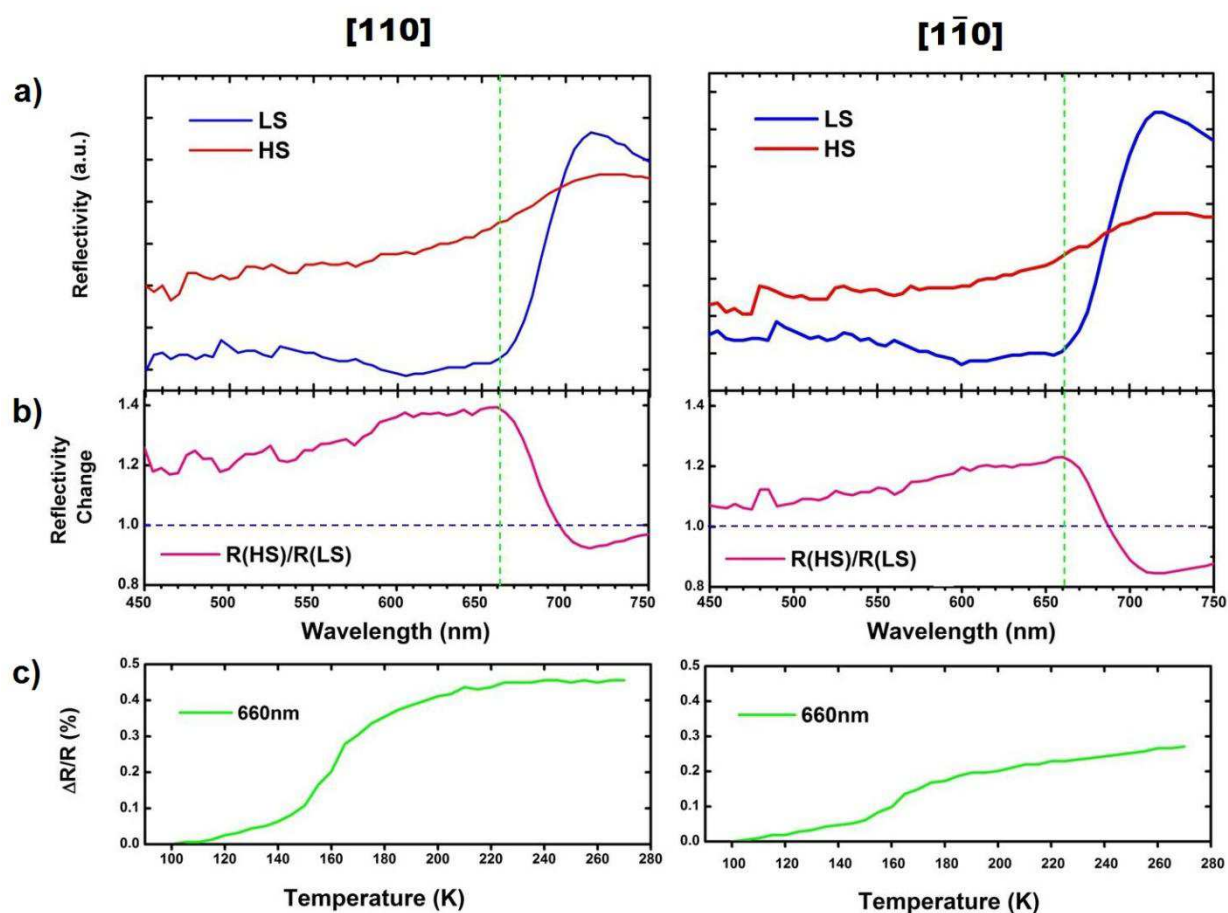 [110]
[1̄10]
a)
Reflectivity (a.u.)
LS
HS
LS
HS
b)
Reflectivity
Change
1.4
1.2
1.0
0.8
R(HS)/R(LS)
450 500 550 600 650 700 750
Wavelength (nm)
1.4
1.2
1.0
0.8
R(HS)/R(LS)
450 500 550 600 650 700 750
Wavelength (nm)
c)
ΔR/R (%)
0.5
0.4
0.3
0.2
0.1
0.0
660nm
100 120 140 160 180 200 220 240 260 280
Temperature (K)
0.5
0.4
0.3
0.2
0.1
0.0
660nm
100 120 140 160 180 200 220 240 260 280
Temperature (K)